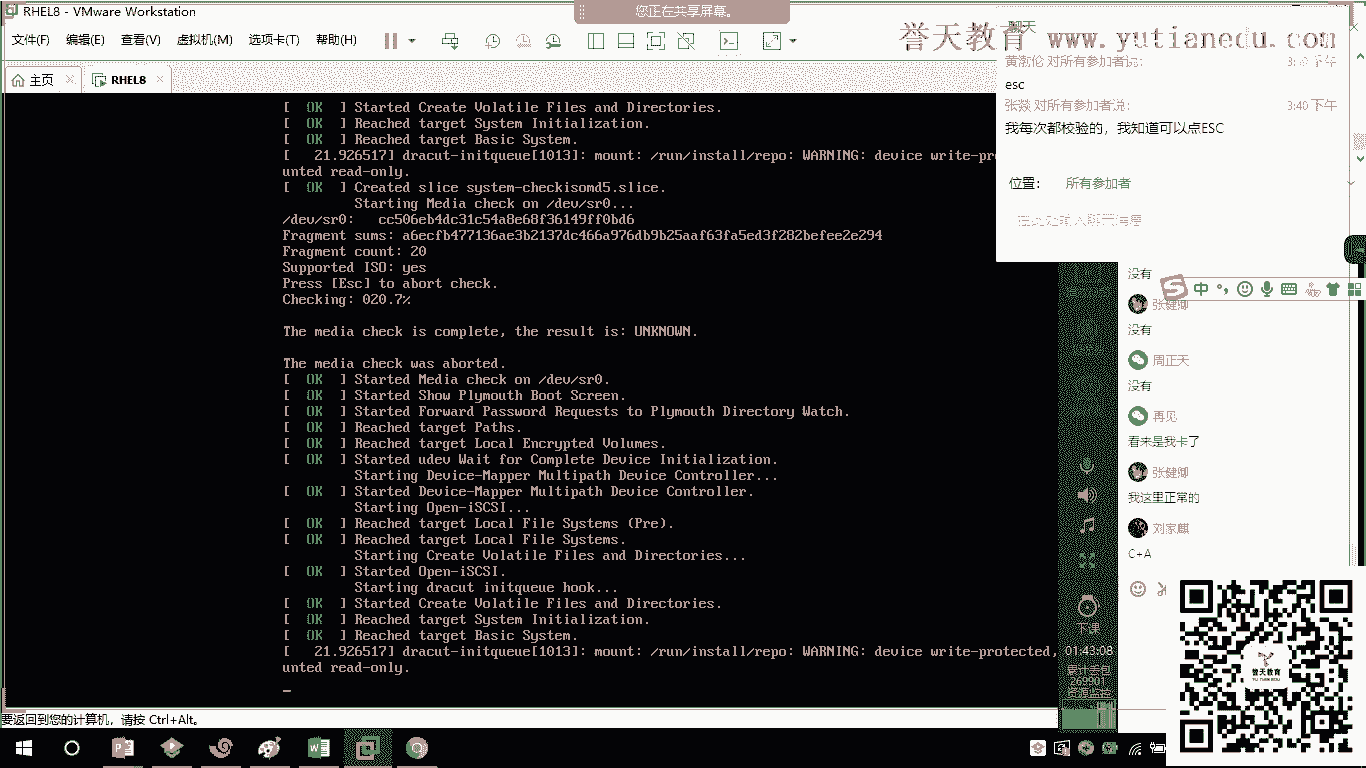 RHEL8 - VMware Workstation
您正在共享屏幕。
文件(F) 编辑(E) 查看(V) 虚拟机(M) 选项卡(T) 帮助(H)
誉天教育 www.yutianedu.com
主页
RHEL8
[  OK  ] Started Create Volatile Files and Directories.
[  OK  ] Reached target System Initialization.
[  OK  ] Reached target Basic System.
[   21.926517] dracut-initqueue[1013]: mount: /run/install/repo: WARNING: device write-pro
unted read-only.
[  OK  ] Created slice system-checkisomd5.slice.
Starting Media check on /dev/sr0...
/dev/sr0:   cc506eb4dc31c54a8e68f36149ff0bd6
Fragment sums: a6ecfb477136ae3b2137dc466a976db9b25aaf63fa5ed3f282befee2e294
Fragment count: 20
Supported ISO: yes
Press [Esc] to abort check.
Checking: 020.7%
The media check is complete, the result is: UNKNOWN.
The media check was aborted.
[  OK  ] Started Media check on /dev/sr0.
[  OK  ] Started Show Plymouth Boot Screen.
[  OK  ] Started Forward Password Requests to Plymouth Directory Watch.
[  OK  ] Reached target Paths.
[  OK  ] Reached target Local Encrypted Volumes.
[  OK  ] Started udev Wait for Complete Device Initialization.
Starting Device-Mapper Multipath Device Controller...
[  OK  ] Started Device-Mapper Multipath Device Controller.
Starting Open-iSCSI...
[  OK  ] Reached target Local File Systems (Pre).
[  OK  ] Reached target Local File Systems.
Starting Create Volatile Files and Directories...
[  OK  ] Started Open-iSCSI.
Starting dracut initqueue hook...
[  OK  ] Started Create Volatile Files and Directories.
[  OK  ] Reached target System Initialization.
[  OK  ] Reached target Basic System.
[   21.926517] dracut-initqueue[1013]: mount: /run/install/repo: WARNING: device write-protected,
unted read-only.
要返回到您的计算机，请按 Ctrl+Alt。
聊天
对所有参加者说:
esc
对所有参加者说: 3:40 下午
我每次都校验的，我知道可以点ESC
位置： 所有参加者
没有
中
张健卿
没有
周正天
没有
再见
看来是我卡了
张健卿
我这里正常的
刘家麒
C+A
下课
01:43:08
誉天教育
YU TIAN EDU